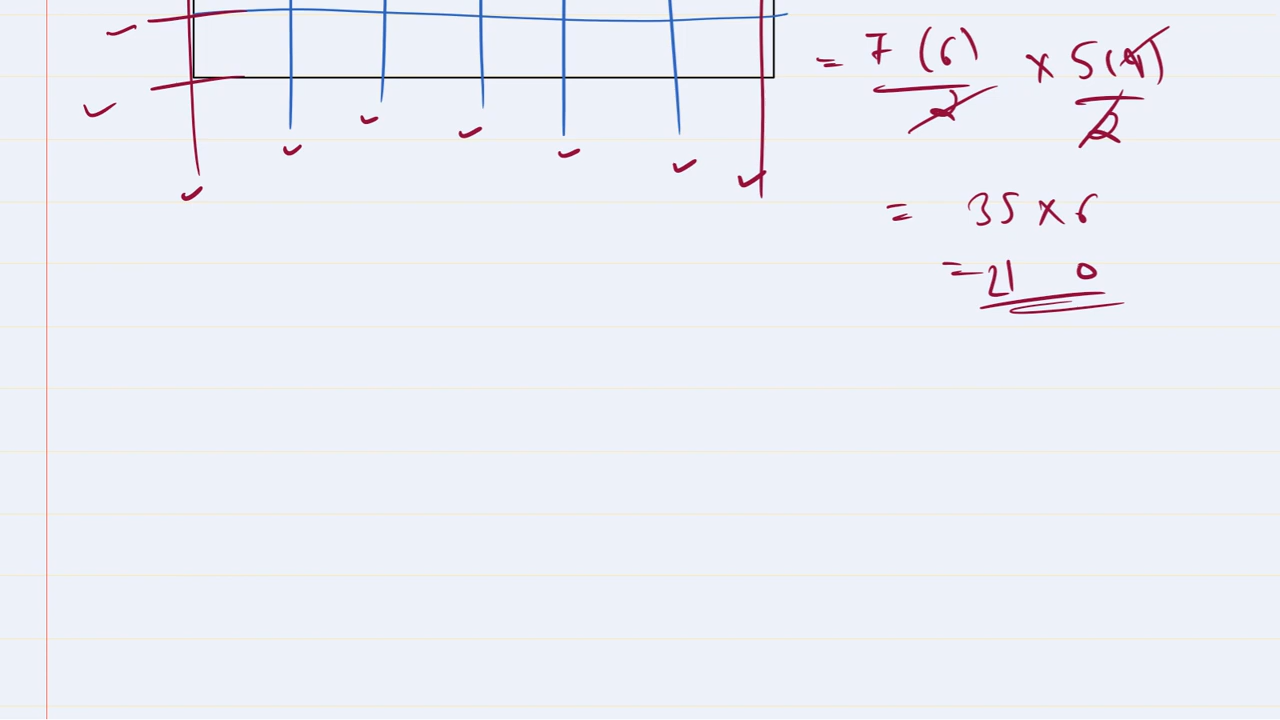 = 7 (6) / 2 × 5 (4) / 2
= 35 × 6
= 210